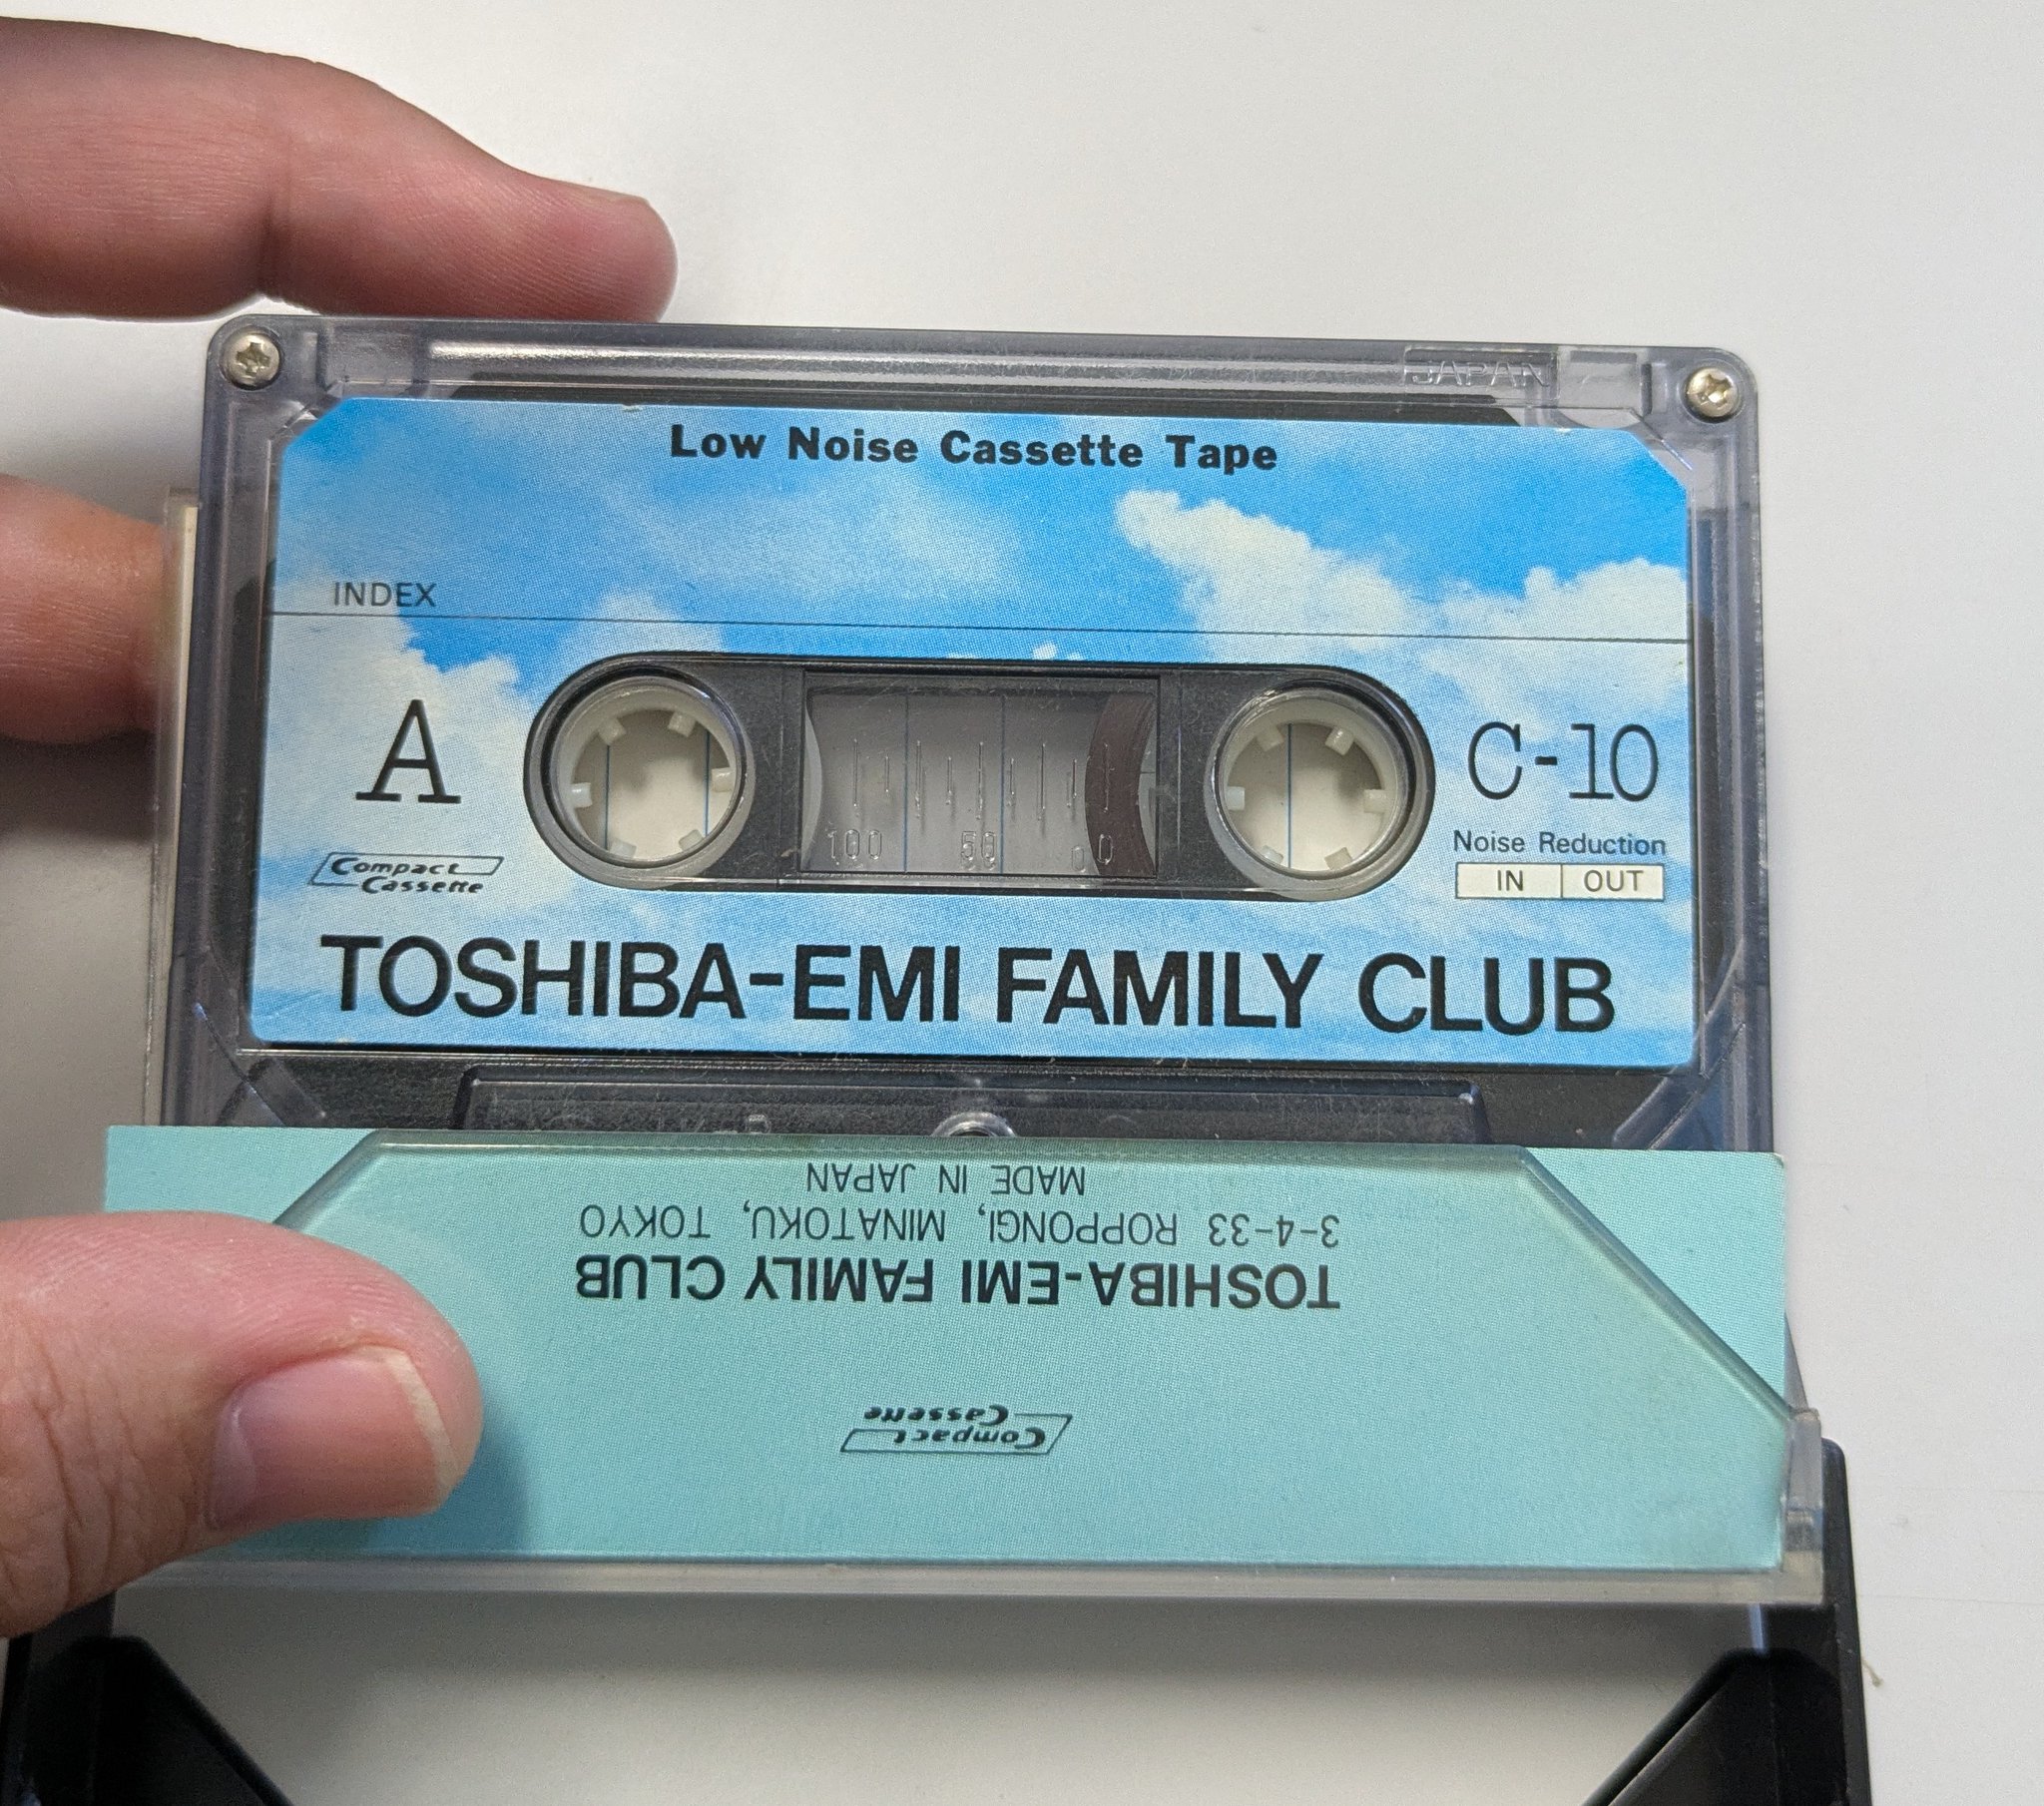 JAPAN
Low Noise Cassette Tape
INDEX
A
C-10
100 50 0
Noise Reduction
IN OUT
Compact
Cassette
TOSHIBA-EMI FAMILY CLUB
Compact
Cassette
TOSHIBA-EMI FAMILY CLUB
3-4-33 ROPPONGI, MINATOKU, TOKYO
MADE IN JAPAN